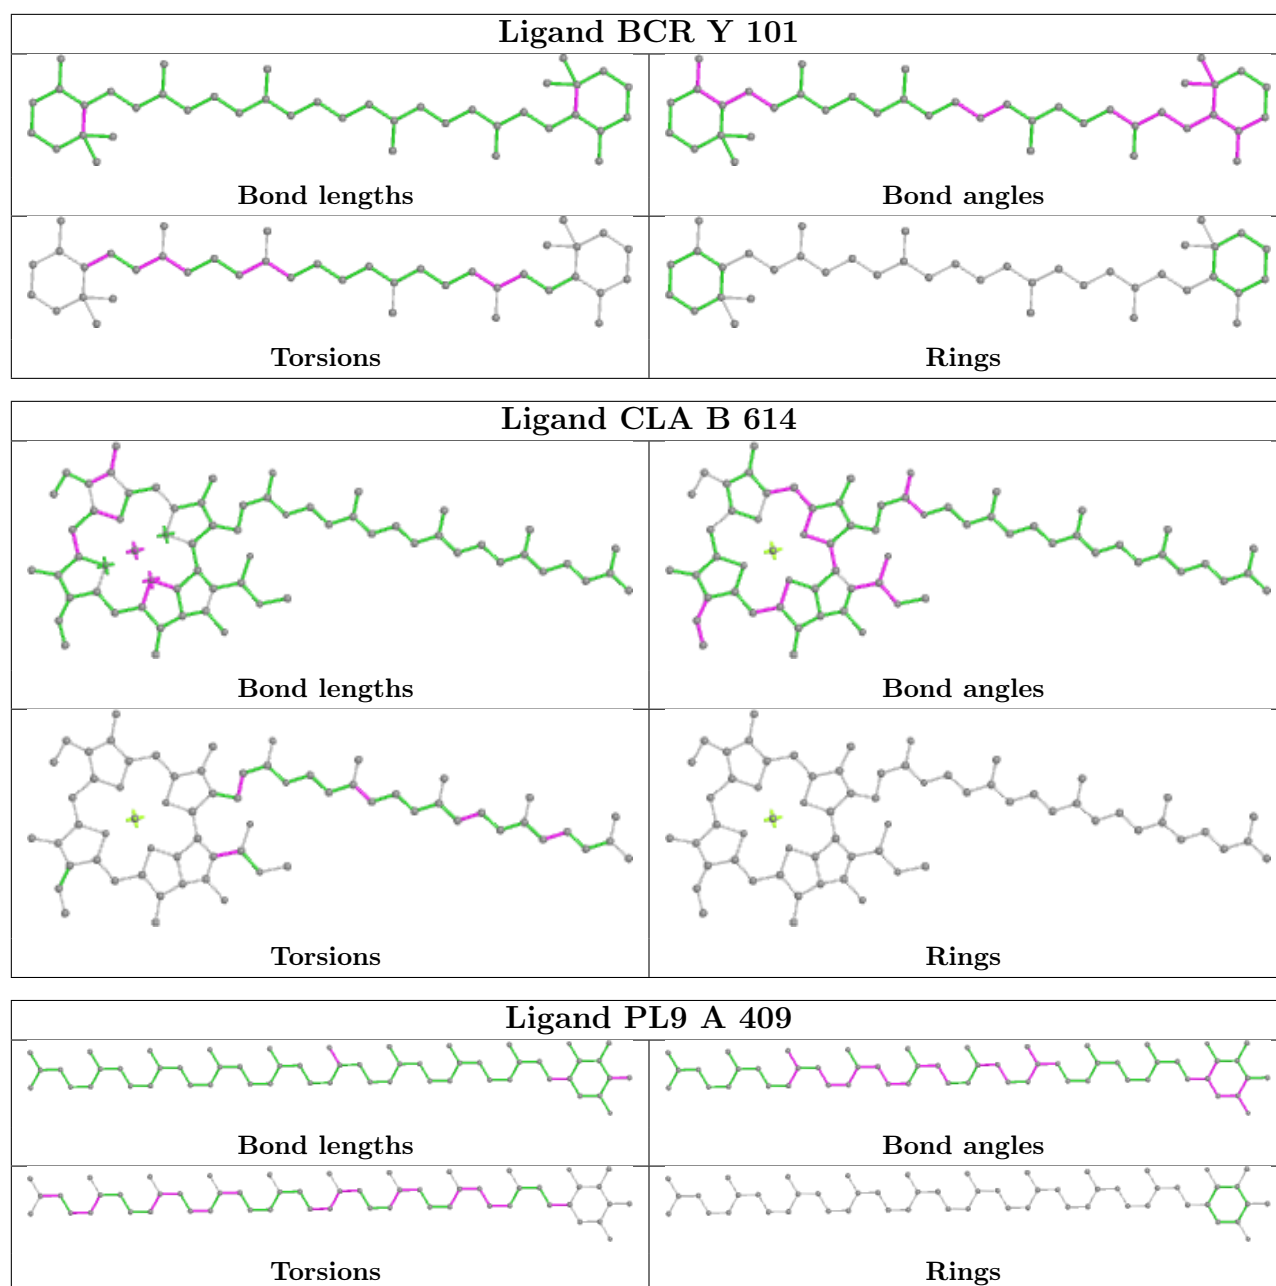 Ligand BCR Y 101
Bond lengths
Bond angles
Torsions
Rings
Ligand CLA B 614
Bond lengths
Bond angles
Torsions
Rings
Ligand PL9 A 409
Bond lengths
Bond angles
Torsions
Rings